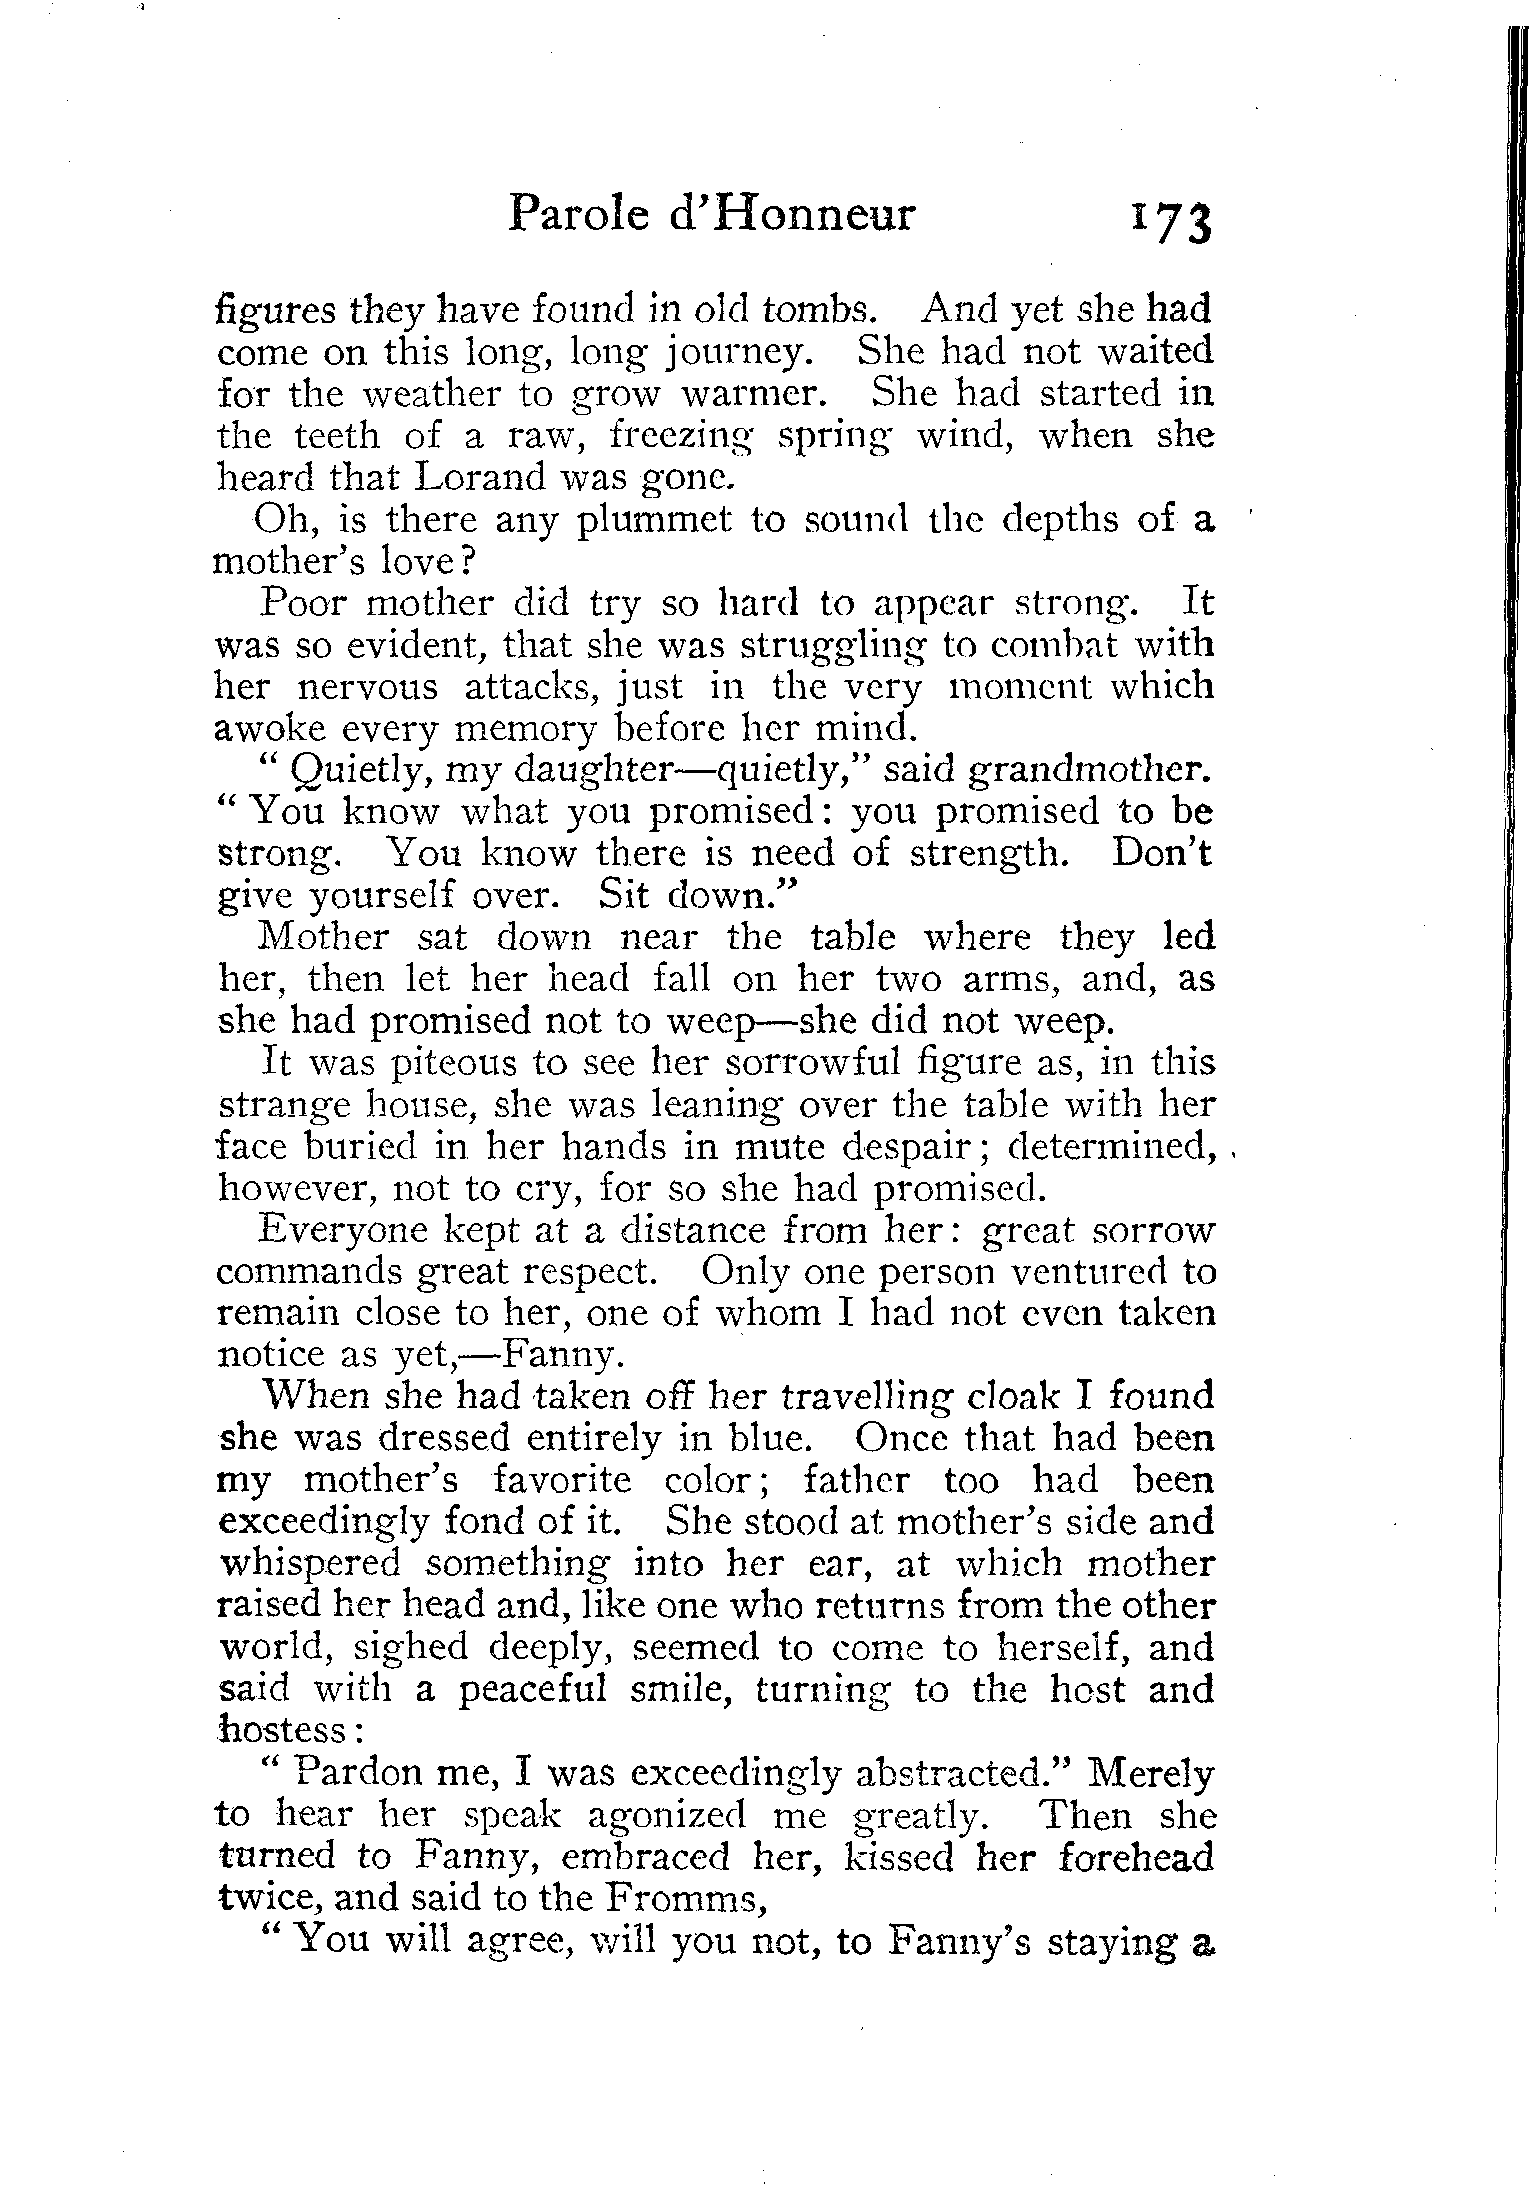 Parole d'Honneur 173
figures they have found in old tombs. And yet she had
come on this long, long journey. She had not waited
for the weather to grow warmer. She had started in
the teeth of a raw, freezing spring wind, when she
heard that Lorand was gone.
Oh, is there any plummet to sound the depths of a
mother's love?
Poor mother did try so hard to appear strong. It
was so evident, that she was struggling to combat with
her nervous attacks, just in the very moment which
awoke every memory before her mind.
"Quietly, my daughter—quietly," said grandmother.
"You know what you promised: you promised to be
strong. You know there is need of strength. Don't
give yourself over. Sit down."
Mother sat down near the table where they led
her, then let her head fall on her two arms, and, as
she had promised not to weep—she did not weep.
It was piteous to see her sorrowful figure as, in this
strange house, she was leaning over the table with her
face buried in her hands in mute despair; determined,
however, not to cry, for so she had promised.
Everyone kept at a distance from her: great sorrow
commands great respect. Only one person ventured to
remain close to her, one of whom I had not even taken
notice as yet,—Fanny.
When she had taken off her travelling cloak I found
she was dressed entirely in blue. Once that had been
my mother's favorite color; father too had been
exceedingly fond of it. She stood at mother's side and
whispered something into her ear, at which mother
raised her head and, like one who returns from the other
world, sighed deeply, seemed to come to herself, and
said with a peaceful smile, turning to the host and
hostess:
"Pardon me, I was exceedingly abstracted." Merely
to hear her speak agonized me greatly. Then she
turned to Fanny, embraced her, kissed her forehead
twice, and said to the Fromms,
"You will agree, will you not, to Fanny's staying a